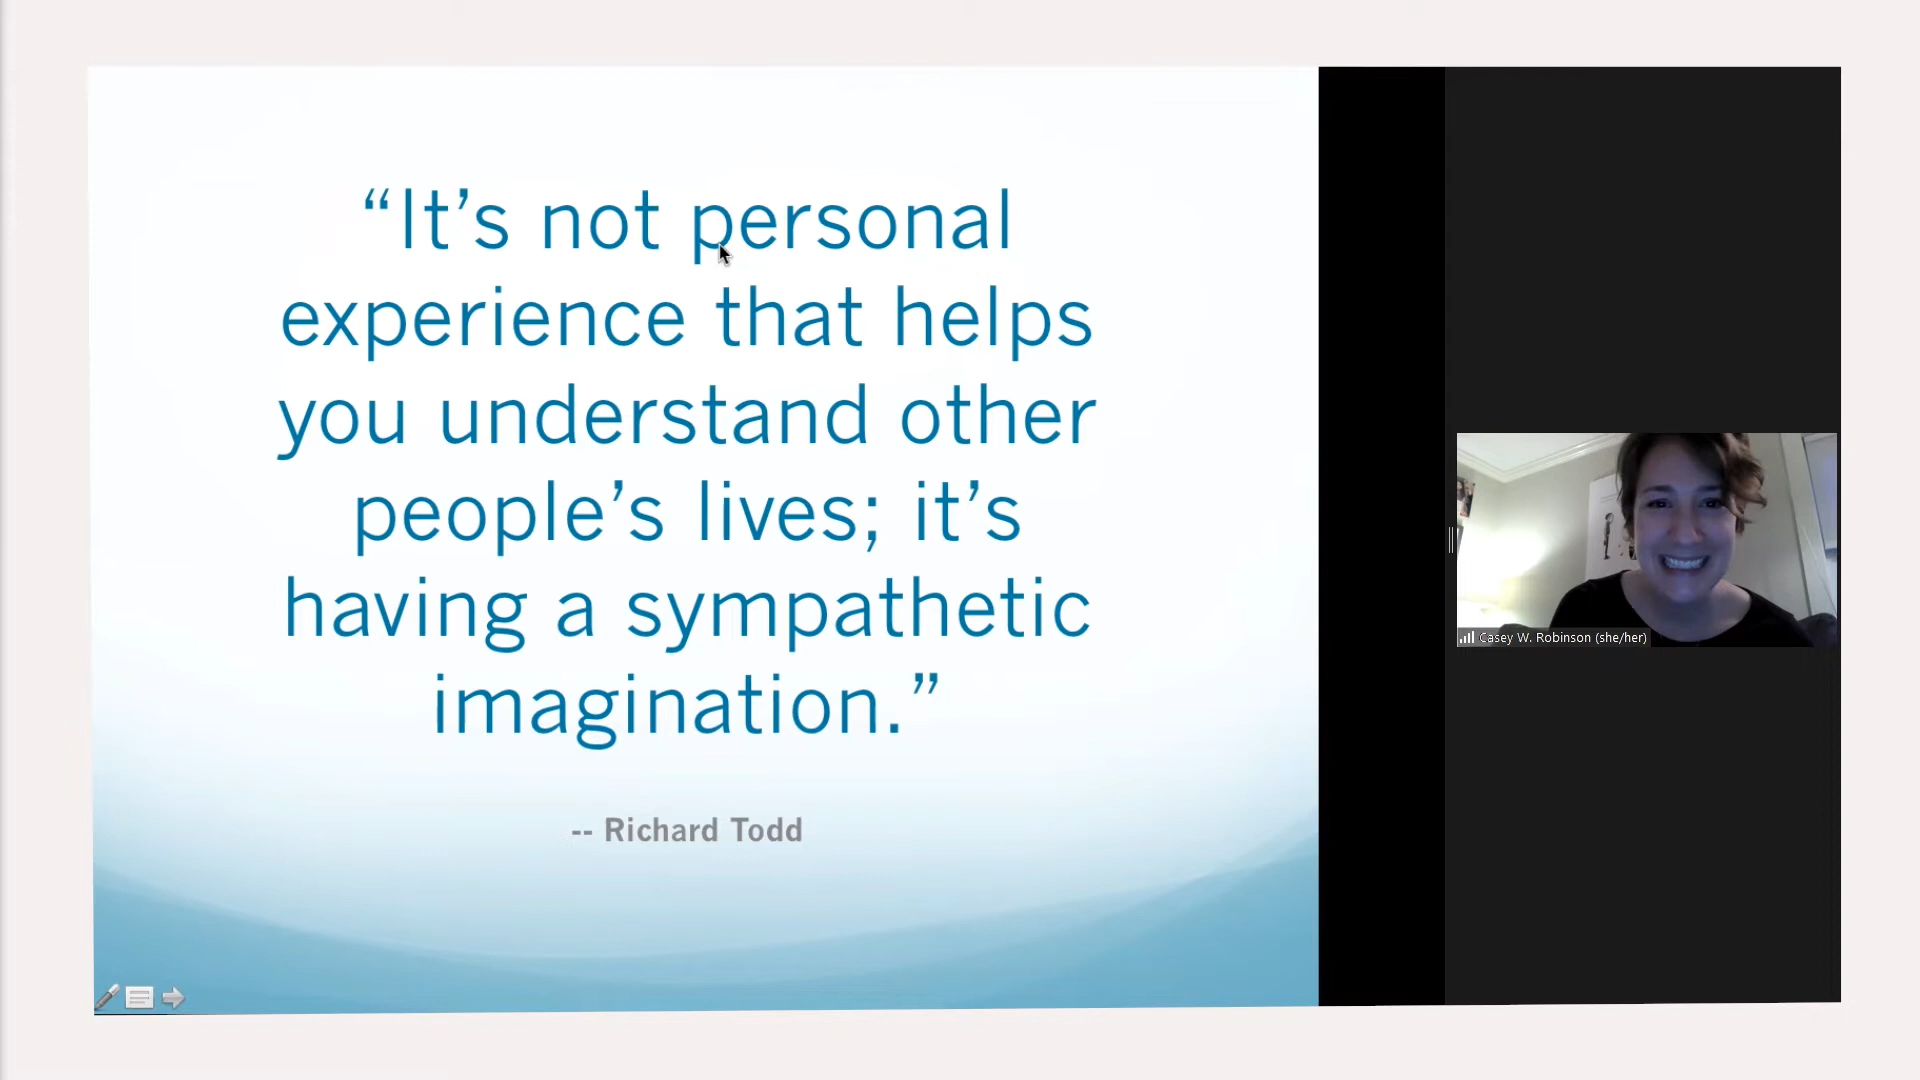 “It’s not personal
experience that helps
you understand other
people’s lives; it’s
having a sympathetic
imagination.”
-- Richard Todd
Casey W. Robinson (she/her)